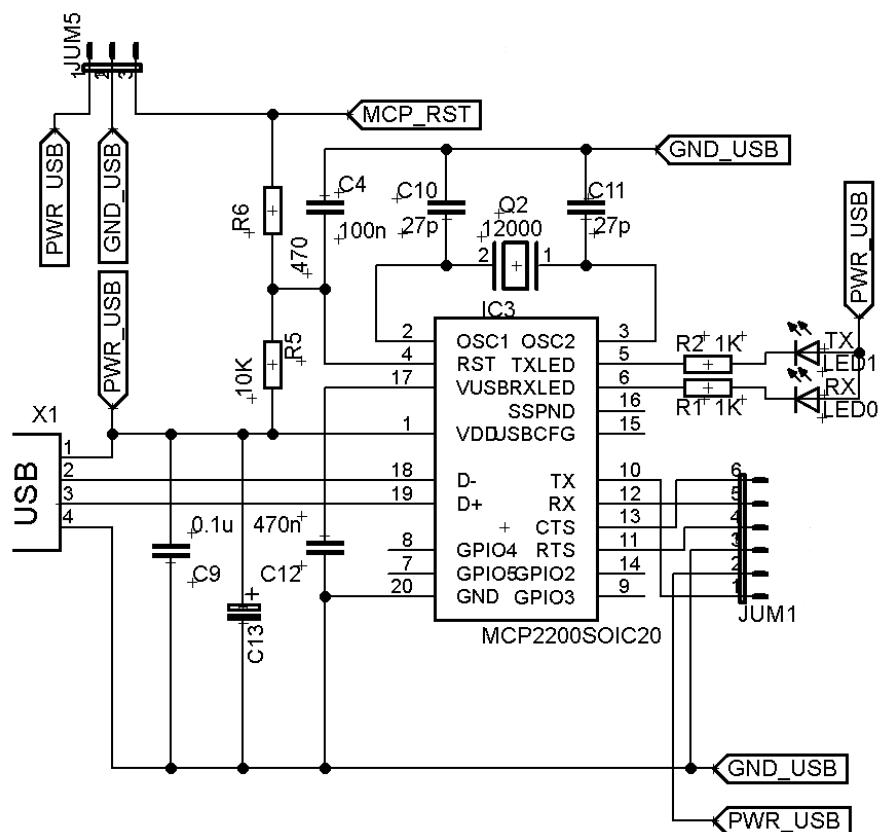 JUM5
1
2
3
MCP_RST
PWR_USB
GND_USB
GND_USB
PWR_USB
R6
470
C4
100n
C10
27p
Q2
12000
C11
27p
2
1
PWR_USB
R5
10K
IC3
2
OSC1
OSC2
3
4
RST
TXLED
5
17
VUSB
RXLED
6
SSPND
16
1
VDD
USBCFG
15
18
D-
TX
10
19
D+
RX
12
CTS
13
8
GPIO4
RTS
11
7
GPIO5
GPIO2
14
20
GND
GPIO3
9
MCP2200SOIC20
R2
1K
TX
LED1
R1
1K
RX
LED0
X1
USB
1
2
3
4
0.1u
C9
470n
C12
C13
+
6
5
4
3
2
1
JUM1
GND_USB
PWR_USB